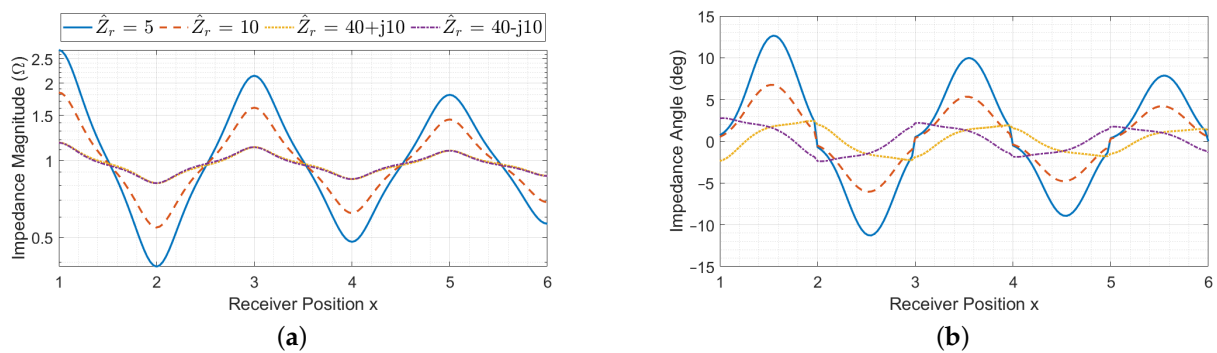 Ẑr = 5 Ẑr = 10 Ẑr = 40+j10 Ẑr = 40-j10
Impedance Magnitude (Ω)
2.5
2
1.5
1
0.5
1 2 3 4 5 6
Receiver Position x
(a)
Impedance Angle (deg)
15
10
5
0
−5
−10
−15
1 2 3 4 5 6
Receiver Position x
(b)